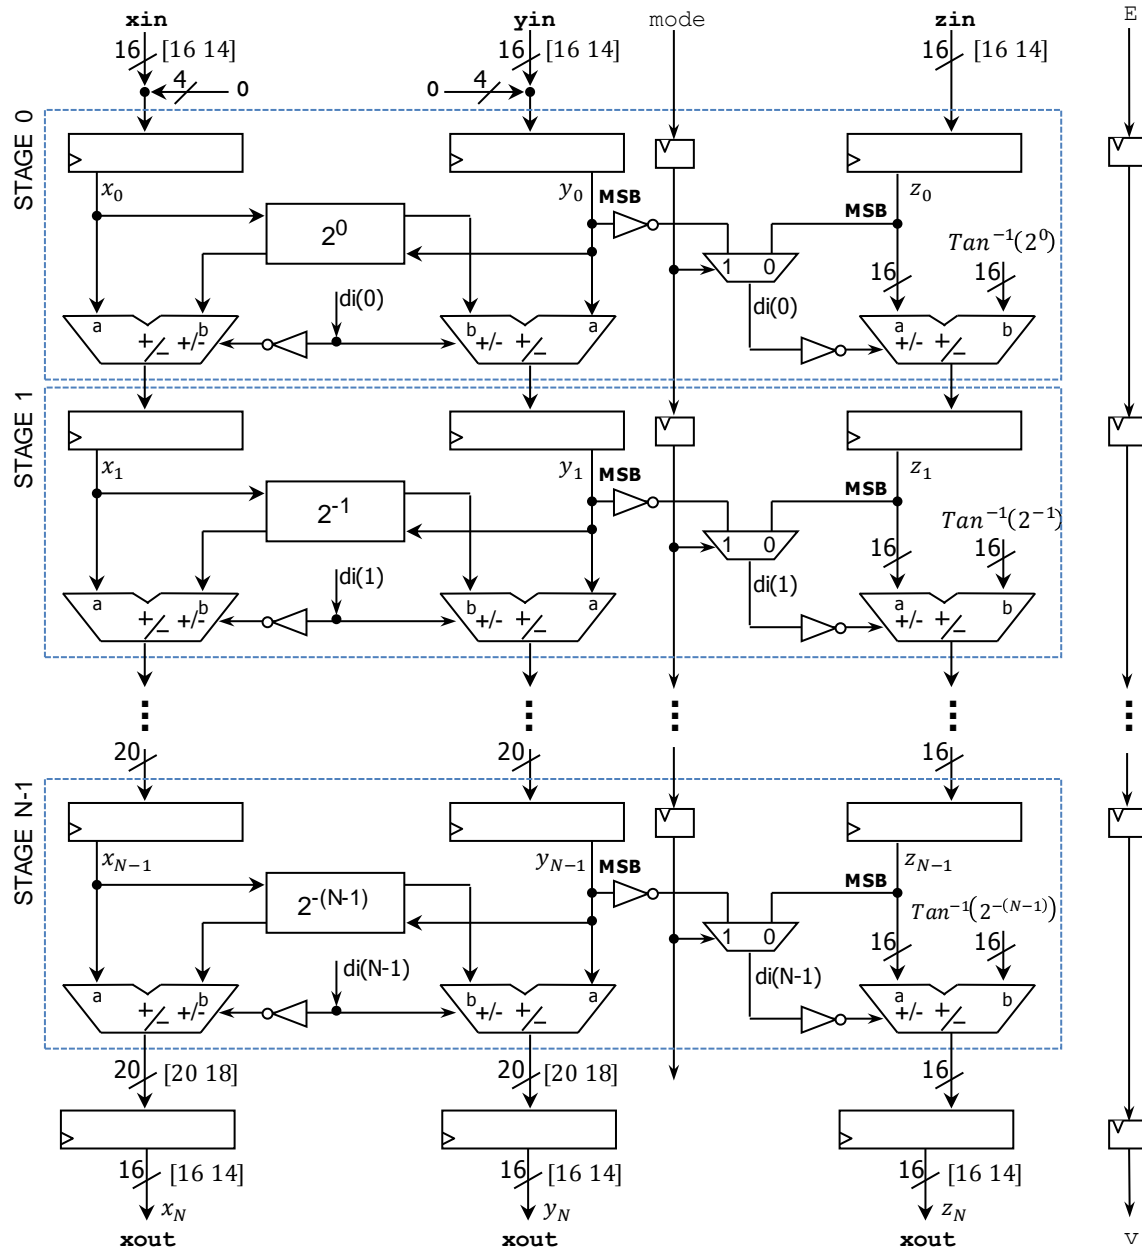 xin yin mode zin E
16 [16 14] 16 [16 14] 16 [16 14]
4 0 0 4
STAGE 0
x0 y0 MSB MSB z0
2^0 Tan^-1(2^0)
1 0 16 16
di(0) di(0)
a b b a a b
+/- +/- +/- +/- +/- +/-
STAGE 1
x1 y1 MSB MSB z1
2^-1 Tan^-1(2^-1)
1 0 16 16
di(1) di(1)
a b b a a b
+/- +/- +/- +/- +/- +/-
20 20 16
STAGE N-1
xN−1 yN−1 MSB MSB zN−1
2^-(N-1) Tan^-1(2^-(N-1))
1 0 16 16
di(N-1) di(N-1)
a b b a a b
+/- +/- +/- +/- +/- +/-
20 [20 18] 20 [20 18] 16
16 [16 14] 16 [16 14] 16 [16 14]
xN yN zN
xout xout xout v